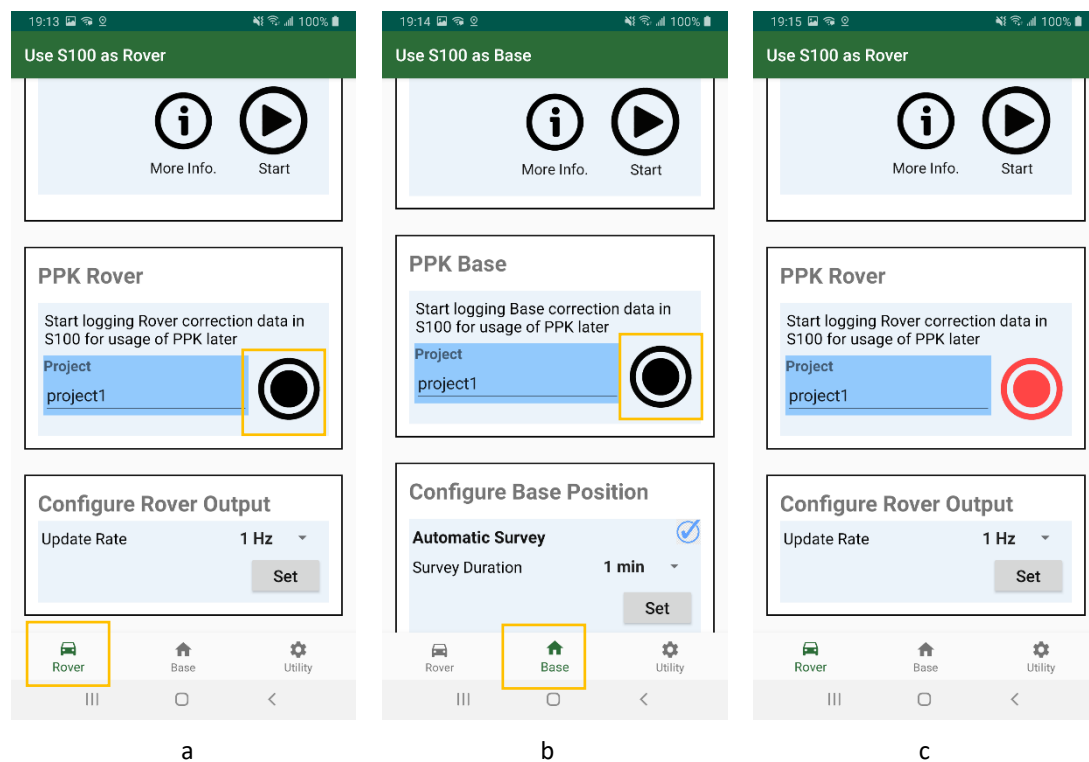 19:13 100%
Use S100 as Rover
More Info. Start
PPK Rover
Start logging Rover correction data in
S100 for usage of PPK later
Project
project1
Configure Rover Output
Update Rate 1 Hz
Set
Rover Base Utility
a
19:14 100%
Use S100 as Base
More Info. Start
PPK Base
Start logging Base correction data in
S100 for usage of PPK later
Project
project1
Configure Base Position
Automatic Survey
Survey Duration 1 min
Set
Rover Base Utility
b
19:15 100%
Use S100 as Rover
More Info. Start
PPK Rover
Start logging Rover correction data in
S100 for usage of PPK later
Project
project1
Configure Rover Output
Update Rate 1 Hz
Set
Rover Base Utility
c